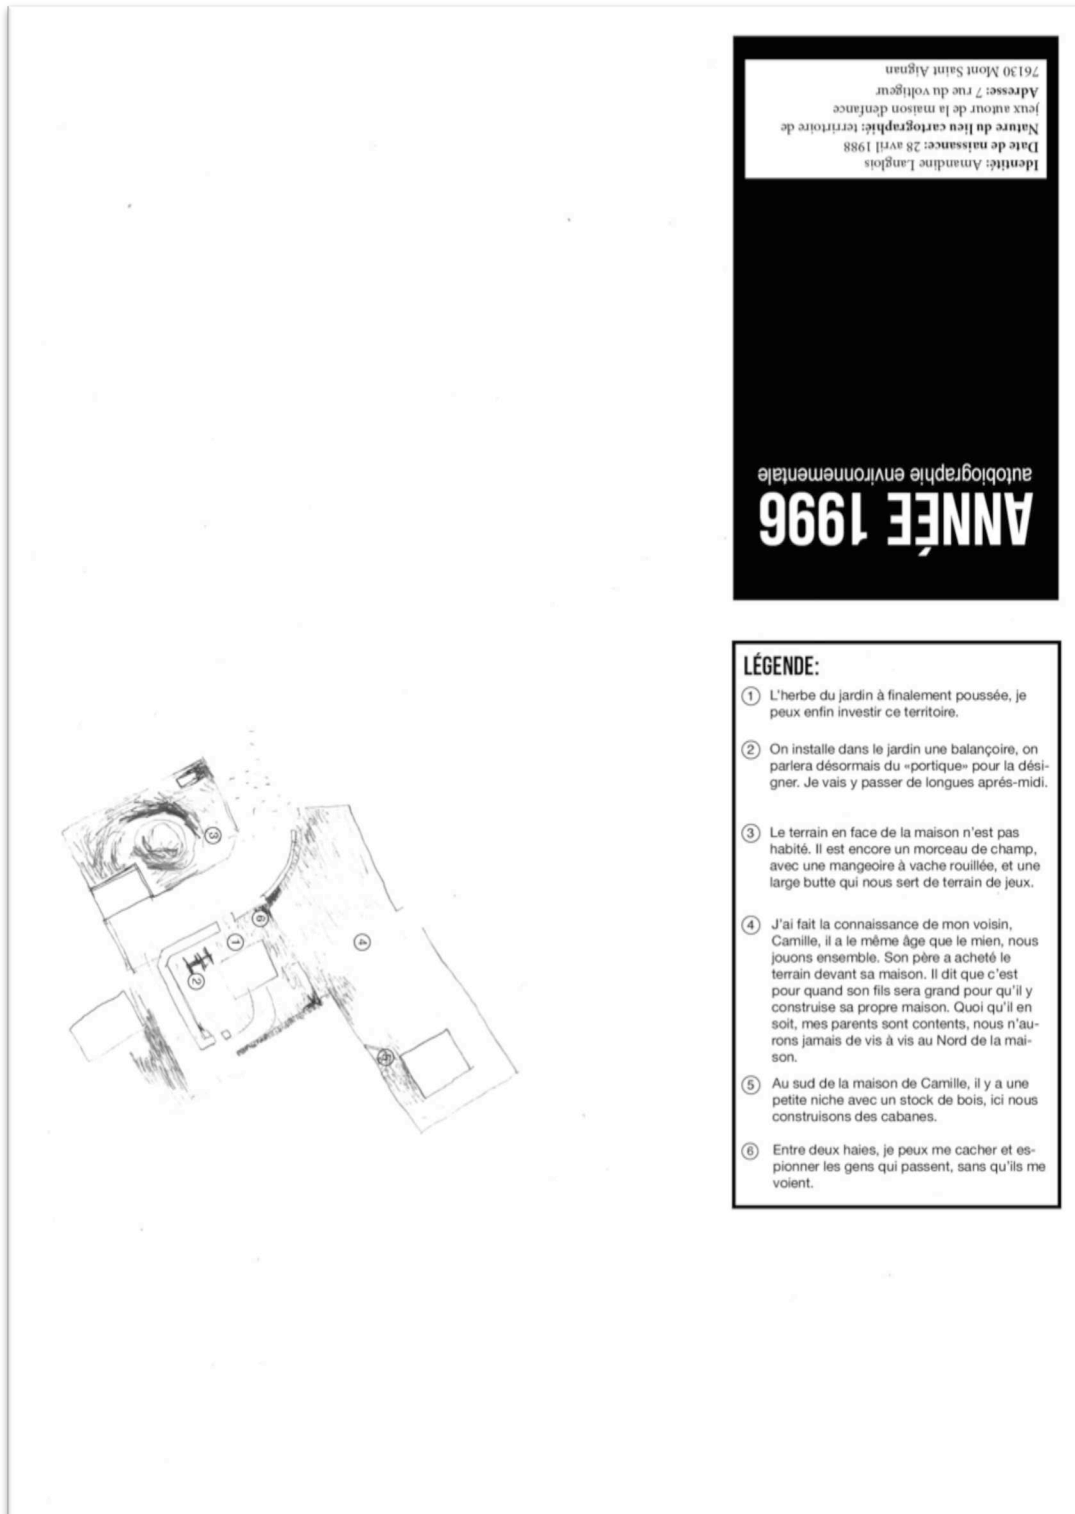 ANNÉE 1996
autobiographie environnementale
Identité: Amandine Langlois
Date de naissance: 28 avril 1988
Nature du lieu cartographié: terrirtoire de
jeux autour de la maison denfance
Adresse: 7 rue du voltigeur
76130 Mont Saint Aignan
LÉGENDE:
1 L'herbe du jardin à finalement poussée, je
peux enfin investir ce territoire.
2 On installe dans le jardin une balançoire, on
parlera désormais du «portique» pour la dési-
gner. Je vais y passer de longues aprés-midi.
3 Le terrain en face de la maison n'est pas
habité. Il est encore un morceau de champ,
avec une mangeoire à vache rouillée, et une
large butte qui nous sert de terrain de jeux.
4 J'ai fait la connaissance de mon voisin,
Camille, il a le même âge que le mien, nous
jouons ensemble. Son père a acheté le
terrain devant sa maison. Il dit que c'est
pour quand son fils sera grand pour qu'il y
construise sa propre maison. Quoi qu'il en
soit, mes parents sont contents, nous n'au-
rons jamais de vis à vis au Nord de la mai-
son.
5 Au sud de la maison de Camille, il y a une
petite niche avec un stock de bois, ici nous
construisons des cabanes.
6 Entre deux haies, je peux me cacher et es-
pionner les gens qui passent, sans qu'ils me
voient.
3
6
1
4
2
5